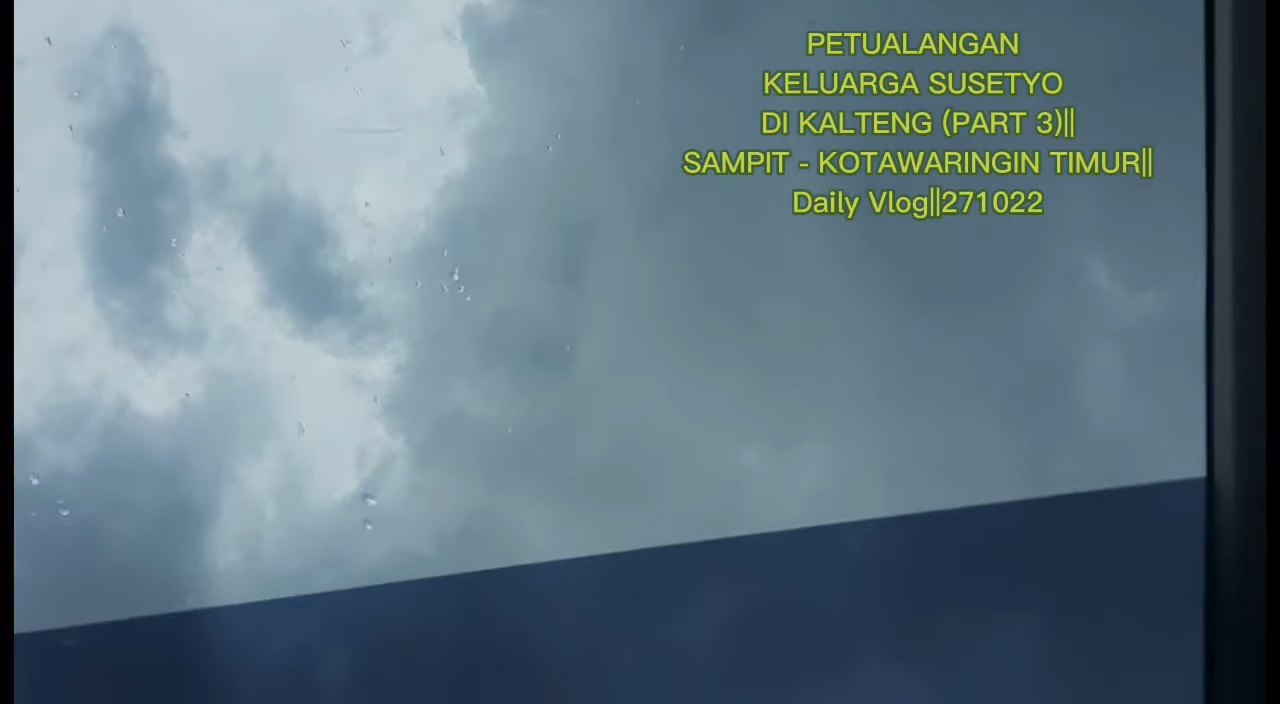 PETUALANGAN
KELUARGA SUSETYO
DI KALTENG (PART 3)||
SAMPIT - KOTAWARINGIN TIMUR||
Daily Vlog||271022